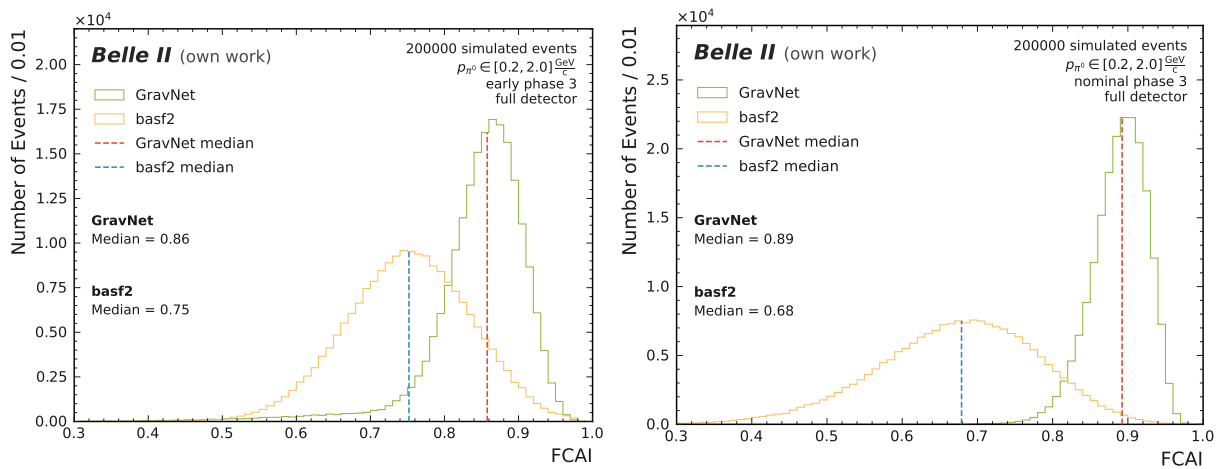 ×10⁴
Belle II (own work)
200000 simulated events
pπ⁰ ∈ [0.2, 2.0] GeV/c
early phase 3
full detector
GravNet
basf2
GravNet median
basf2 median
GravNet
Median = 0.86
basf2
Median = 0.75
Number of Events / 0.01
2.00
1.75
1.50
1.25
1.00
0.75
0.50
0.25
0.00
0.3 0.4 0.5 0.6 0.7 0.8 0.9 1.0
FCAI
×10⁴
Belle II (own work)
200000 simulated events
pπ⁰ ∈ [0.2, 2.0] GeV/c
nominal phase 3
full detector
GravNet
basf2
GravNet median
basf2 median
GravNet
Median = 0.89
basf2
Median = 0.68
Number of Events / 0.01
2.5
2.0
1.5
1.0
0.5
0.0
0.3 0.4 0.5 0.6 0.7 0.8 0.9 1.0
FCAI